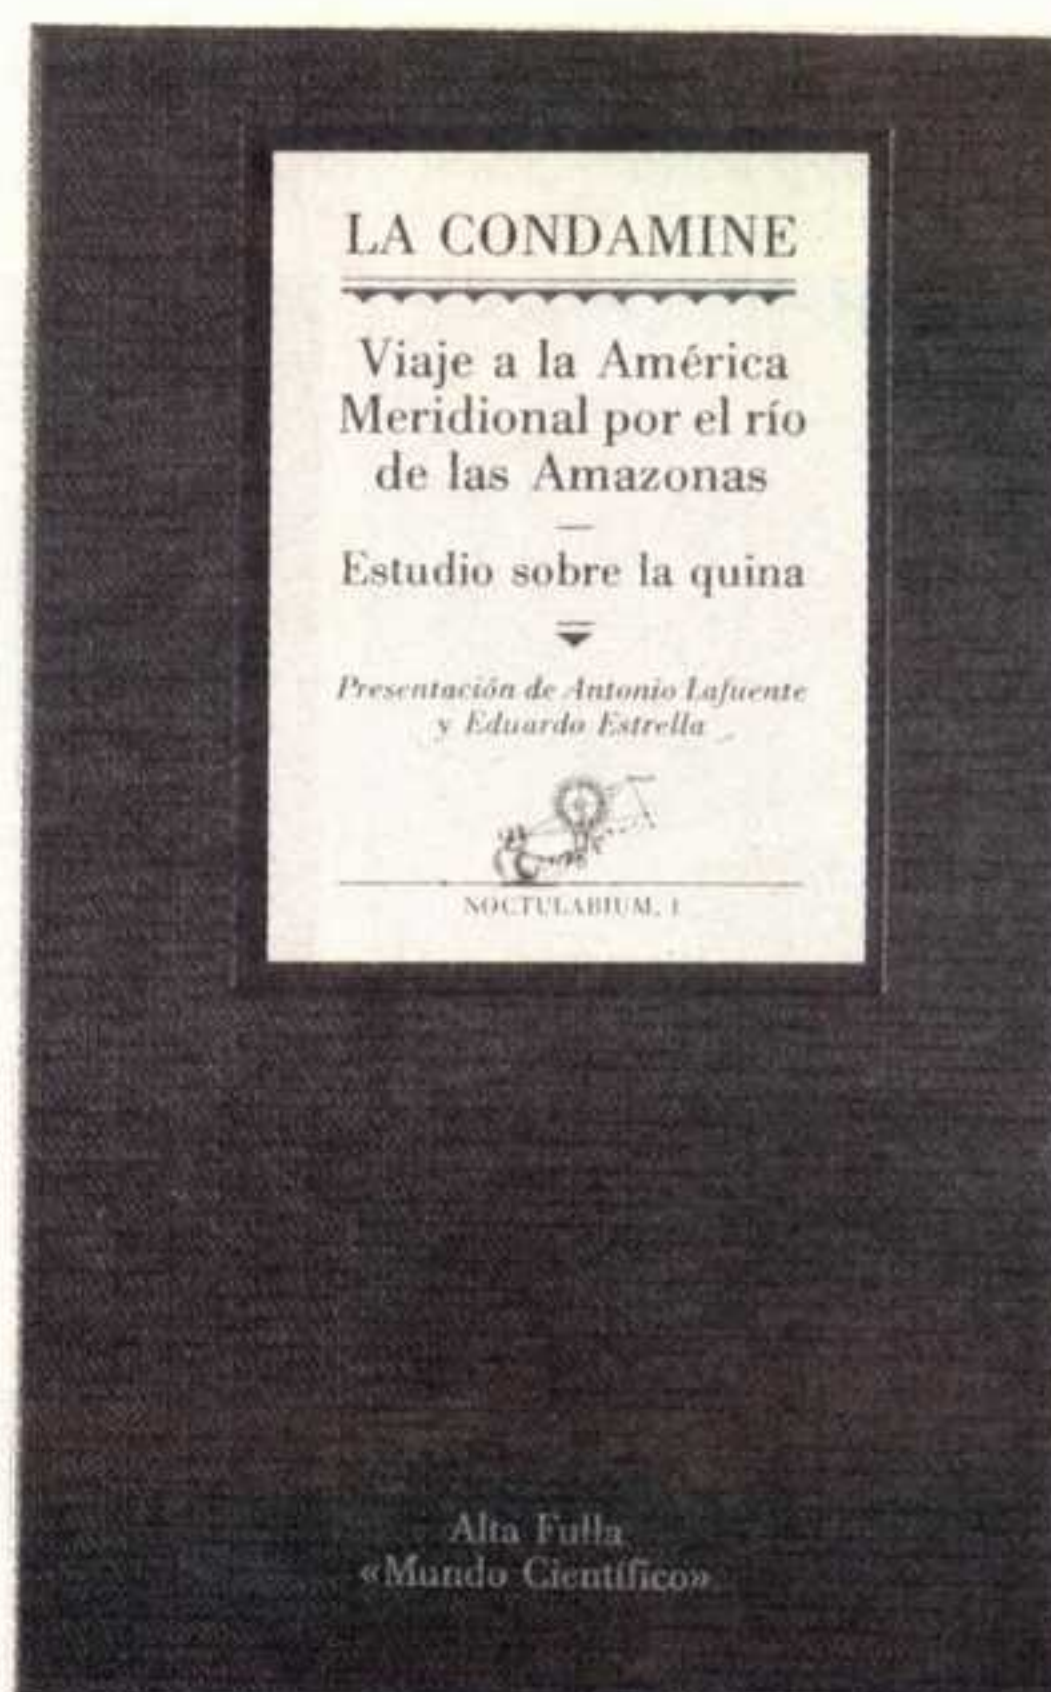 LA CONDAMINE
Viaje a la América
Meridional por el río
de las Amazonas
Estudio sobre la quina
Presentación de Antonio Lafuente
y Eduardo Estrella
NOCTULABIUM, 1
Alta Fulla
«Mundo Científico»